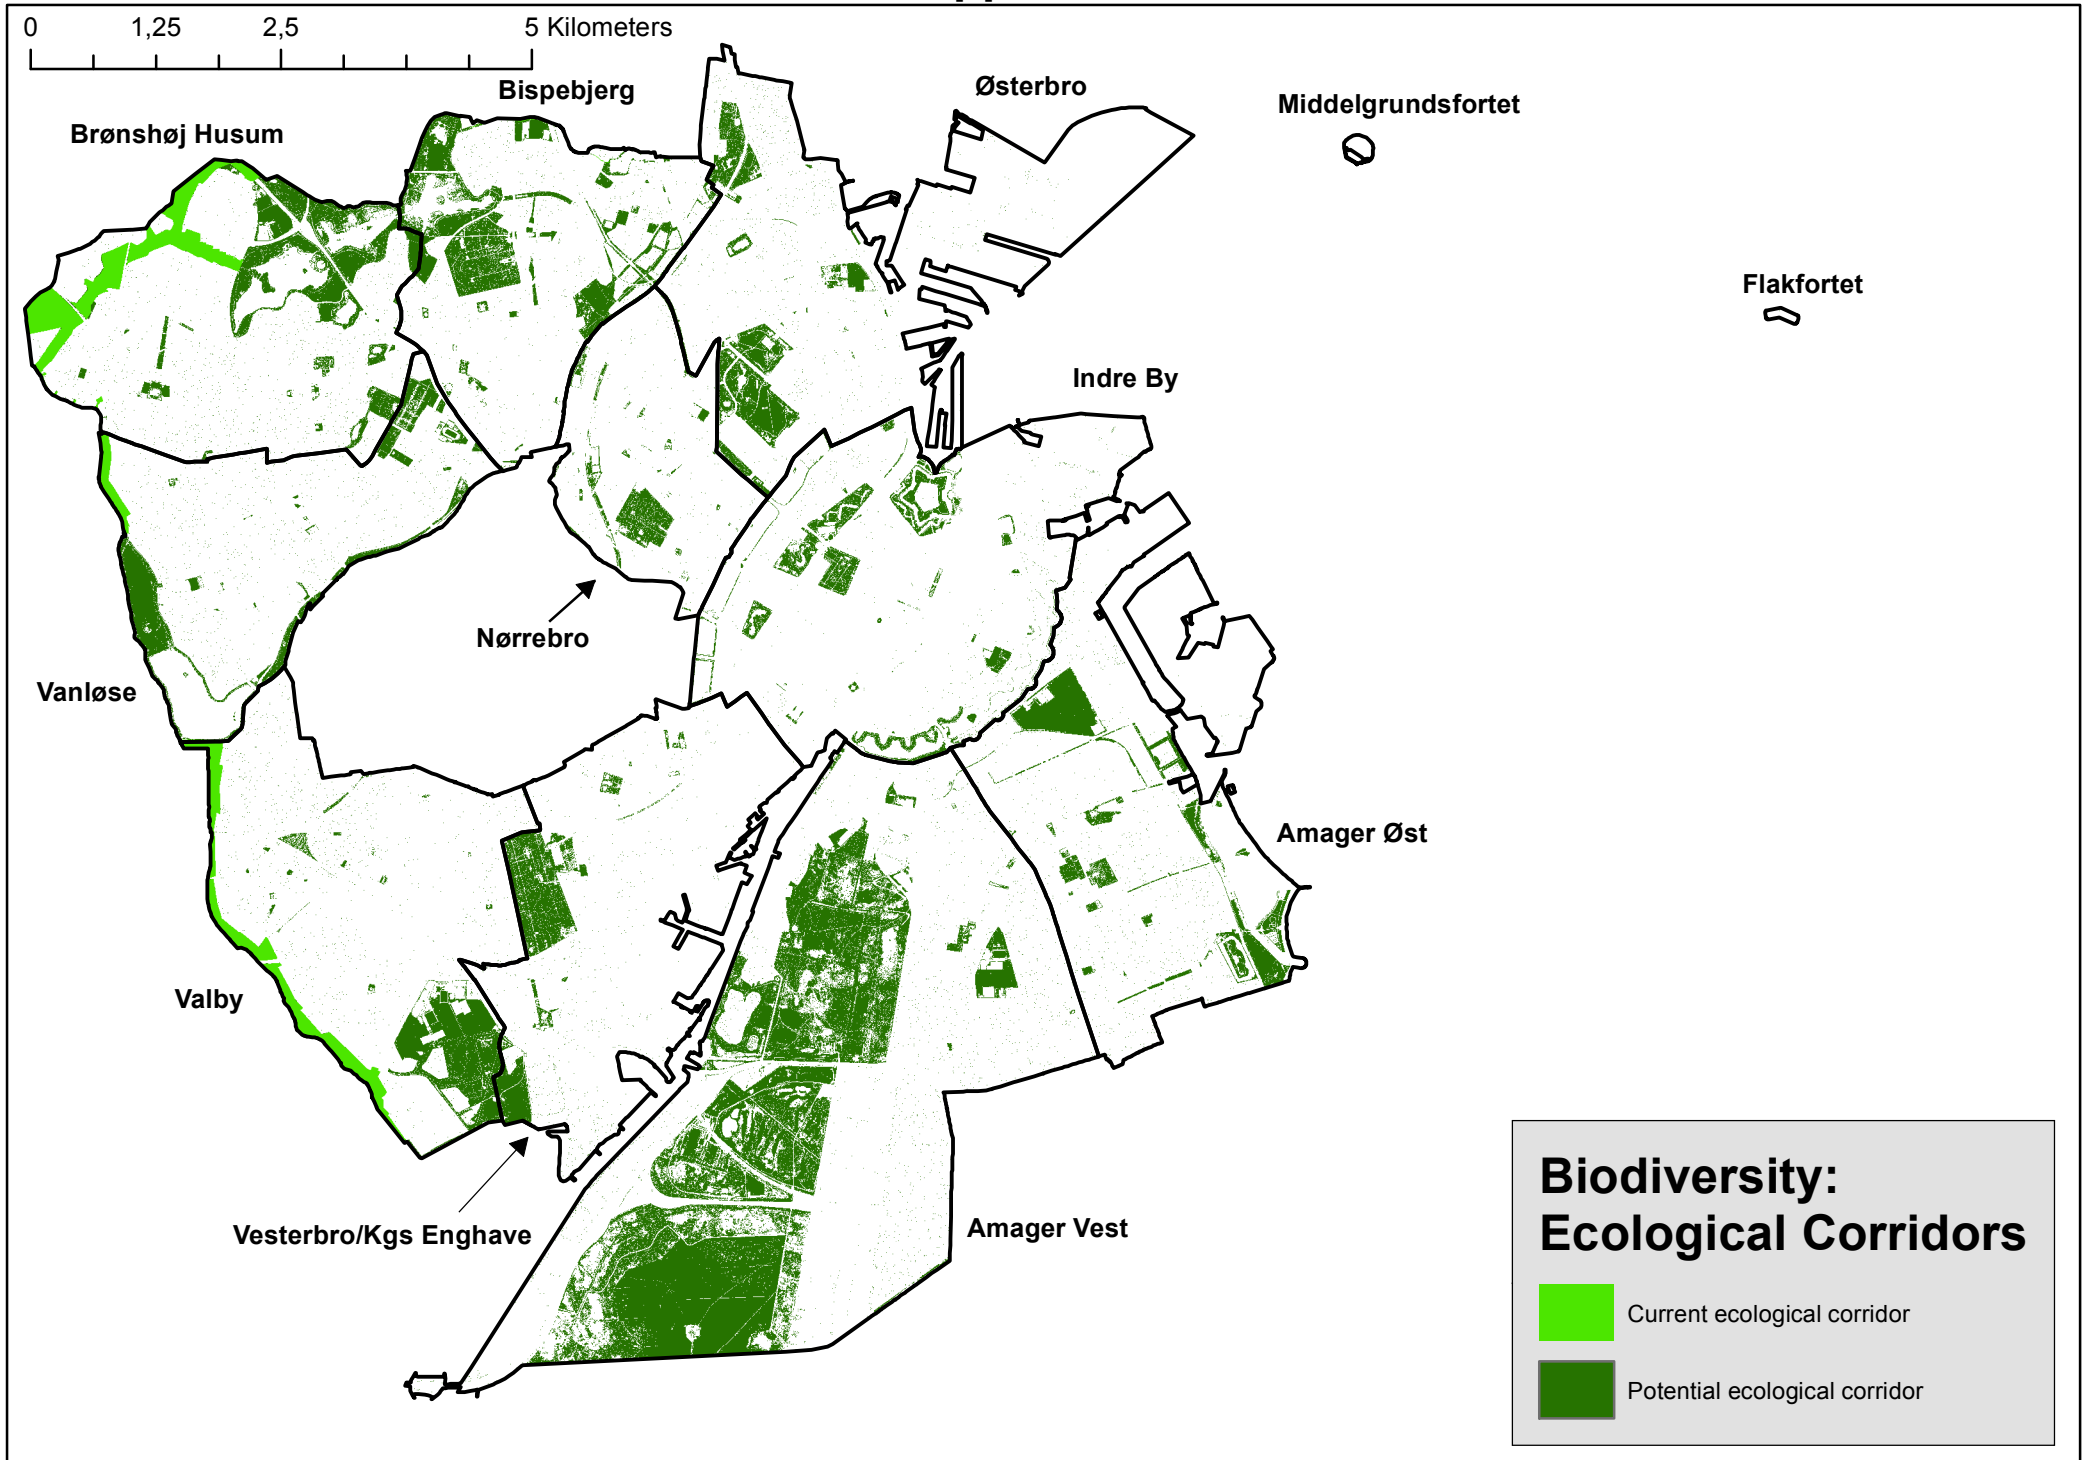 0 1,25 2,5 5 Kilometers
Bispebjerg
Østerbro
Middelgrundsfortet
Brønshøj Husum
Flakfortet
Indre By
Nørrebro
Vanløse
Amager Øst
Valby
Vesterbro/Kgs Enghave
Amager Vest
Biodiversity:
Ecological Corridors
Current ecological corridor
Potential ecological corridor